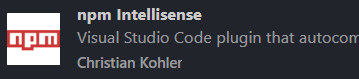 npm
npm Intellisense
Visual Studio Code plugin that autocom
Christian Kohler